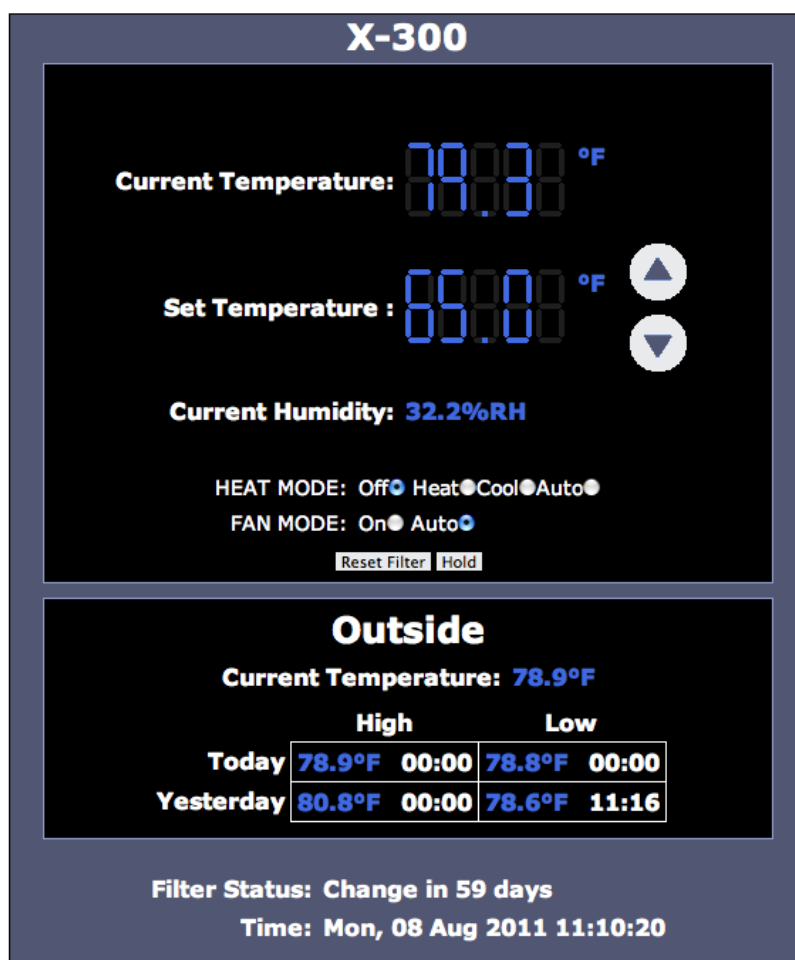 X-300
Current Temperature: 79.3 °F
Set Temperature : 65.0 °F
Current Humidity: 32.2%RH
HEAT MODE: Off Heat Cool Auto
FAN MODE: On Auto
Reset Filter Hold
Outside
Current Temperature: 78.9°F
High Low
Today 78.9°F 00:00 78.8°F 00:00
Yesterday 80.8°F 00:00 78.6°F 11:16
Filter Status: Change in 59 days
Time: Mon, 08 Aug 2011 11:10:20